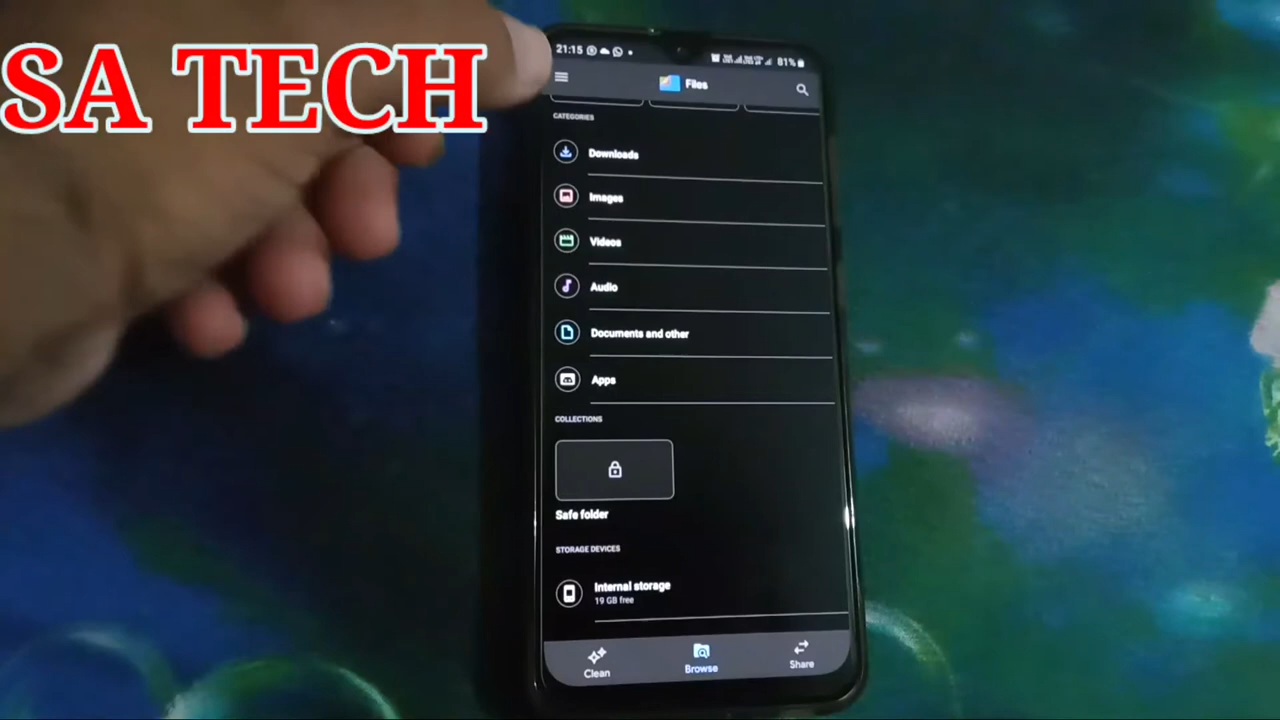 SA TECH
21:15
81%
Files
CATEGORIES
Downloads
Images
Videos
Audio
Documents and other
Apps
COLLECTIONS
Safe folder
STORAGE DEVICES
Internal storage
19 GB free
Clean
Browse
Share